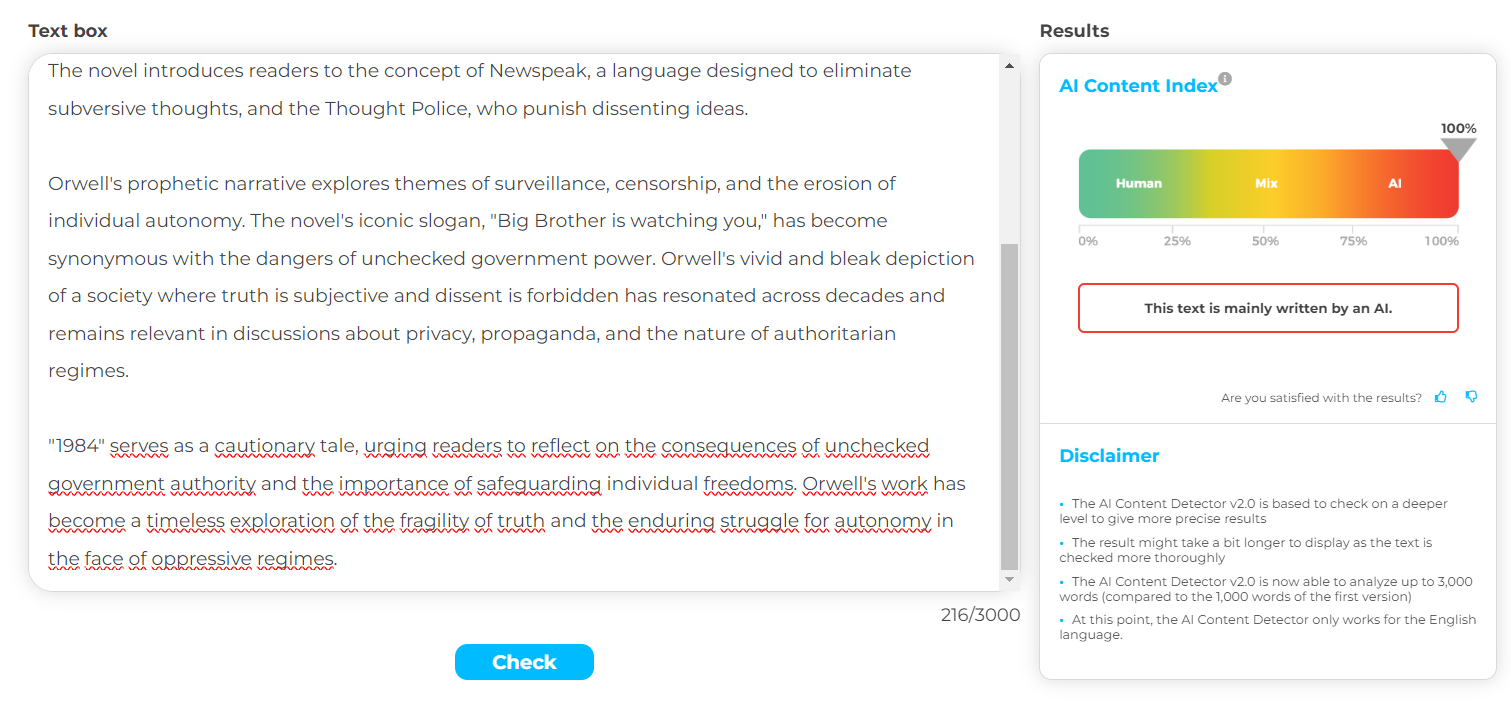 Text box
The novel introduces readers to the concept of Newspeak, a language designed to eliminate
subversive thoughts, and the Thought Police, who punish dissenting ideas.
Orwell's prophetic narrative explores themes of surveillance, censorship, and the erosion of
individual autonomy. The novel's iconic slogan, "Big Brother is watching you," has become
synonymous with the dangers of unchecked government power. Orwell's vivid and bleak depiction
of a society where truth is subjective and dissent is forbidden has resonated across decades and
remains relevant in discussions about privacy, propaganda, and the nature of authoritarian
regimes.
"1984" serves as a cautionary tale, urging readers to reflect on the consequences of unchecked
government authority and the importance of safeguarding individual freedoms. Orwell's work has
become a timeless exploration of the fragility of truth and the enduring struggle for autonomy in
the face of oppressive regimes.
216/3000
Check
Results
AI Content Index
100%
Human Mix AI
0% 25% 50% 75% 100%
This text is mainly written by an AI.
Are you satisfied with the results?
Disclaimer
• The AI Content Detector v2.0 is based to check on a deeper
level to give more precise results
• The result might take a bit longer to display as the text is
checked more thoroughly
• The AI Content Detector v2.0 is now able to analyze up to 3,000
words (compared to the 1,000 words of the first version)
• At this point, the AI Content Detector only works for the English
language.